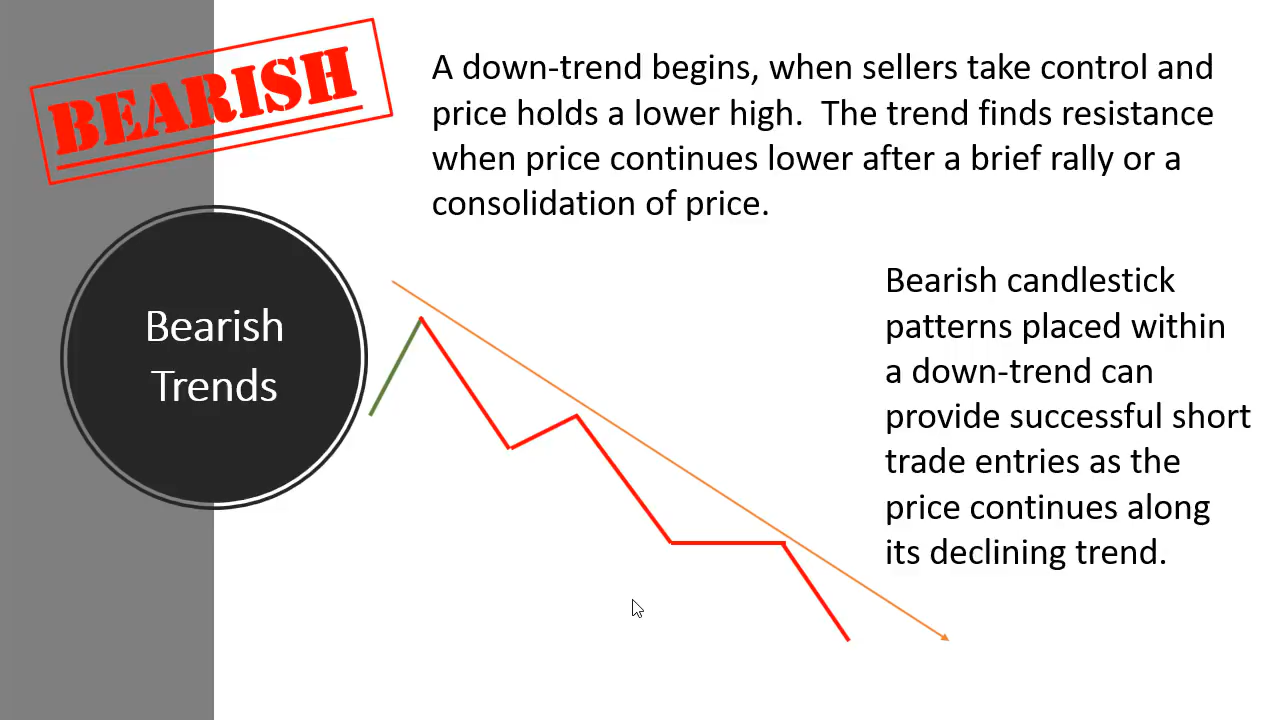 BEARISH
A down-trend begins, when sellers take control and
price holds a lower high.  The trend finds resistance
when price continues lower after a brief rally or a
consolidation of price.
Bearish
Trends
Bearish candlestick
patterns placed within
a down-trend can
provide successful short
trade entries as the
price continues along
its declining trend.